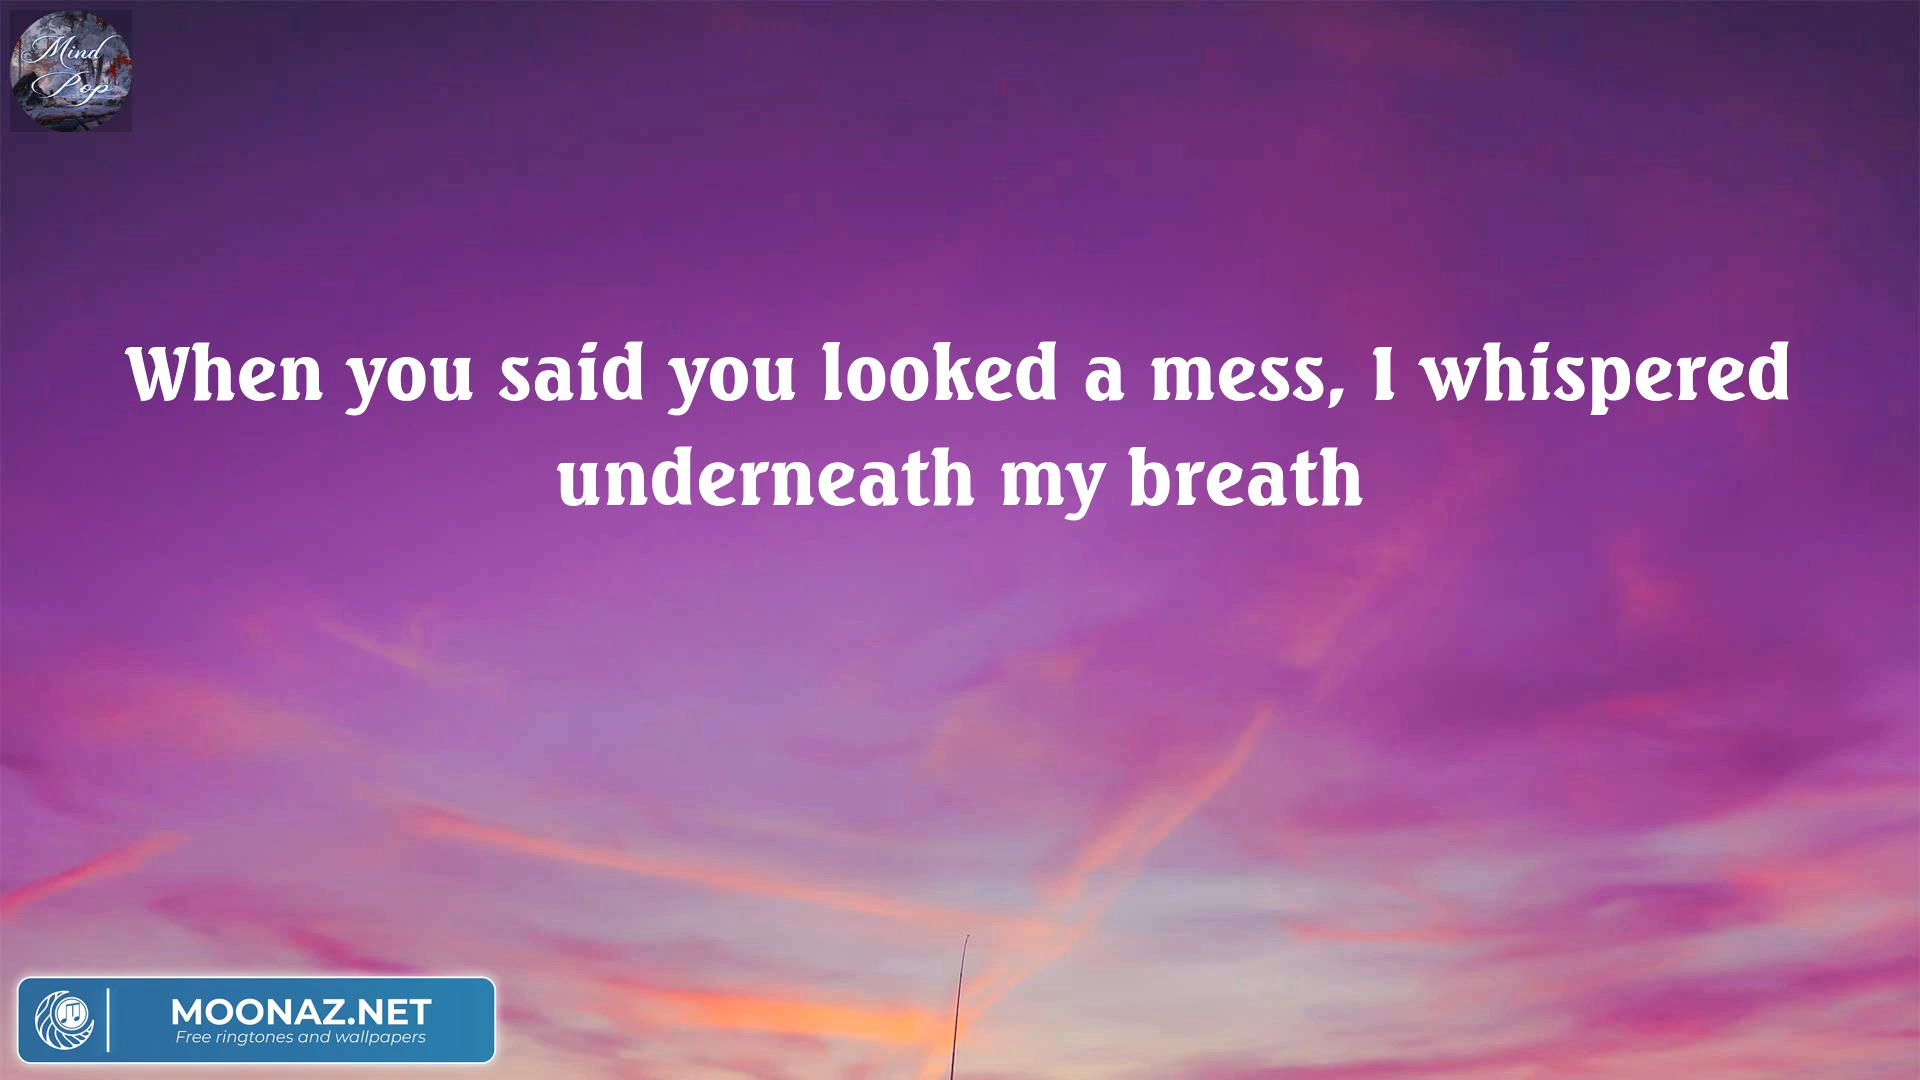 Mind
Pop
When you said you looked a mess, I whispered
underneath my breath
MOONAZ.NET
Free ringtones and wallpapers